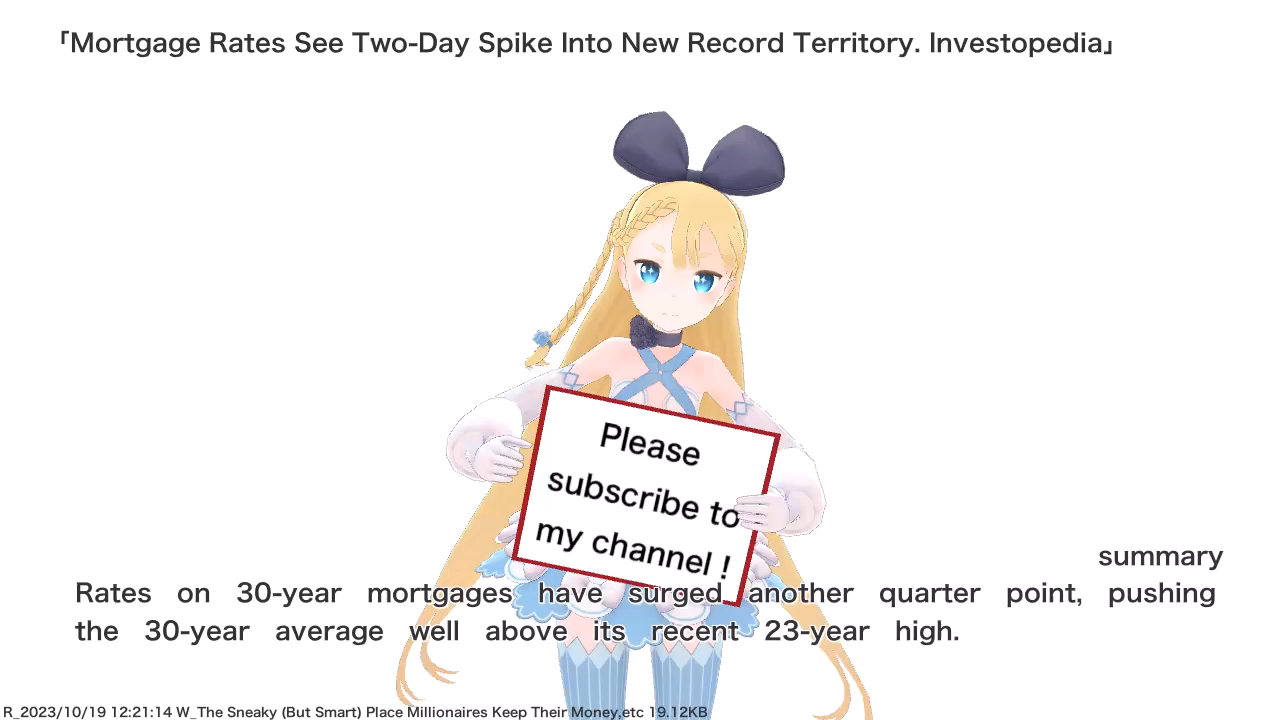 「Mortgage Rates See Two-Day Spike Into New Record Territory. Investopedia」
Please
subscribe to
my channel !
summary
Rates on 30-year mortgages have surged another quarter point, pushing
the 30-year average well above its recent 23-year high.
R_2023/10/19 12:21:14 W_The Sneaky (But Smart) Place Millionaires Keep Their Money,etc 19.12KB